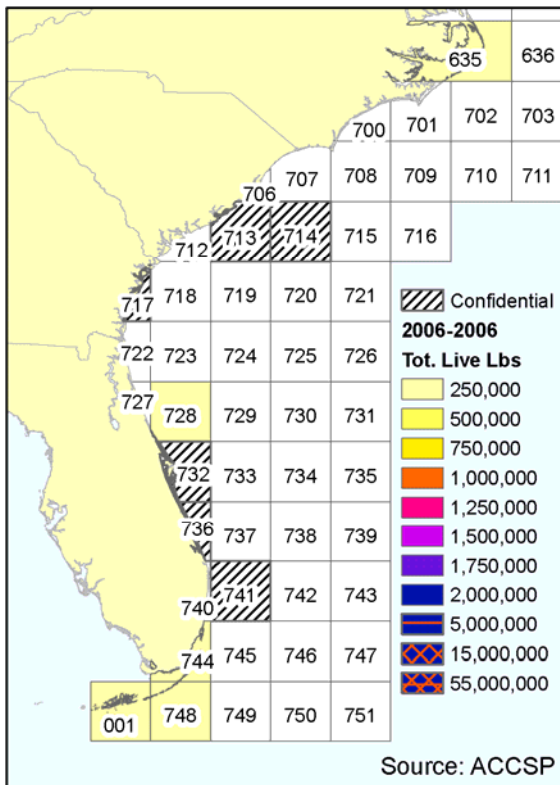 635 636
700 701 702 703
706 707 708 709 710 711
712 713 714 715 716
717 718 719 720 721
722 723 724 725 726
727 728 729 730 731
732 733 734 735
736 737 738 739
740 741 742 743
744 745 746 747
001 748 749 750 751
Confidential
2006-2006
Tot. Live Lbs
250,000
500,000
750,000
1,000,000
1,250,000
1,500,000
1,750,000
2,000,000
5,000,000
15,000,000
55,000,000
Source: ACCSP